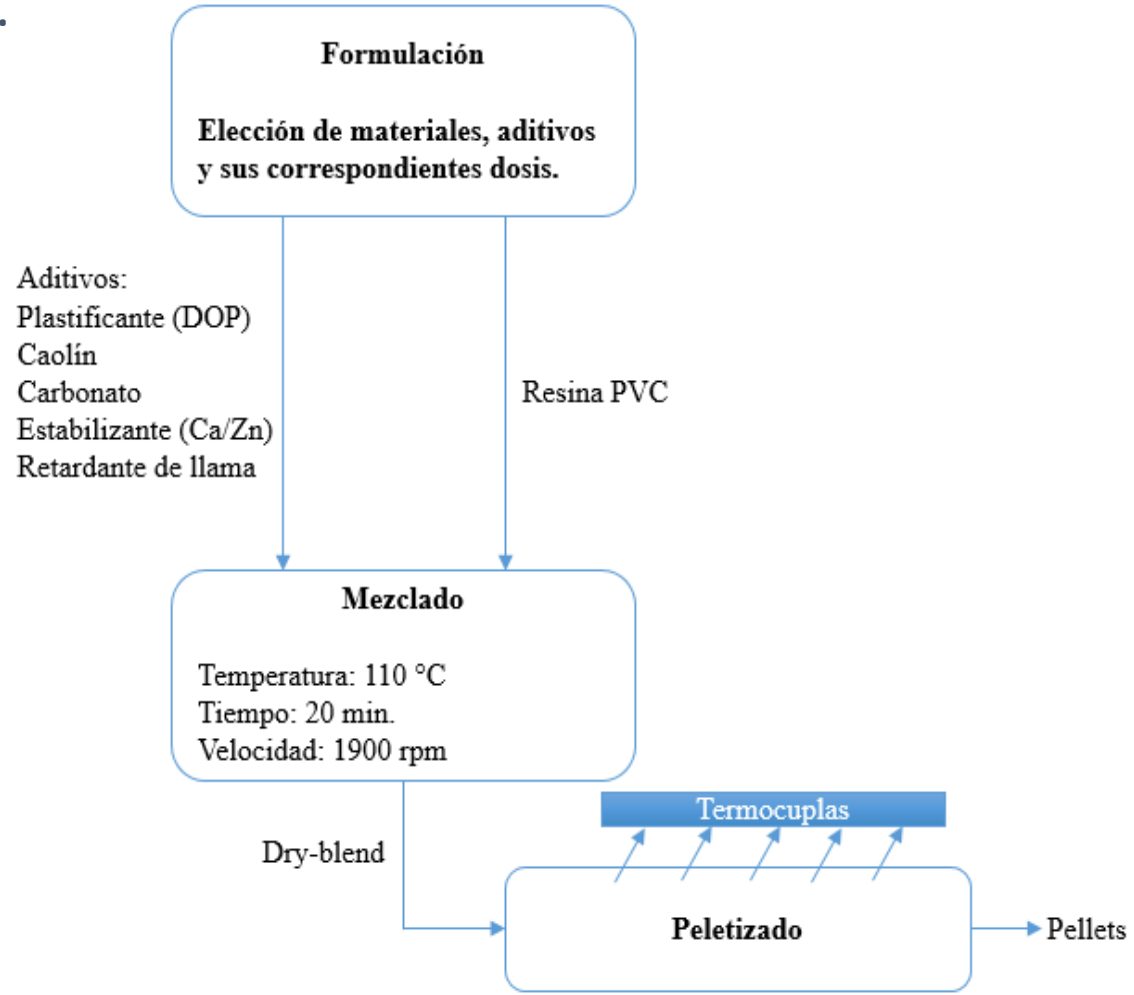 Formulación
Elección de materiales, aditivos
y sus correspondientes dosis.
Aditivos:
Plastificante (DOP)
Caolín
Carbonato
Estabilizante (Ca/Zn)
Retardante de llama
Resina PVC
Mezclado
Temperatura: 110 °C
Tiempo: 20 min.
Velocidad: 1900 rpm
Dry-blend
Termocuplas
Peletizado
Pellets